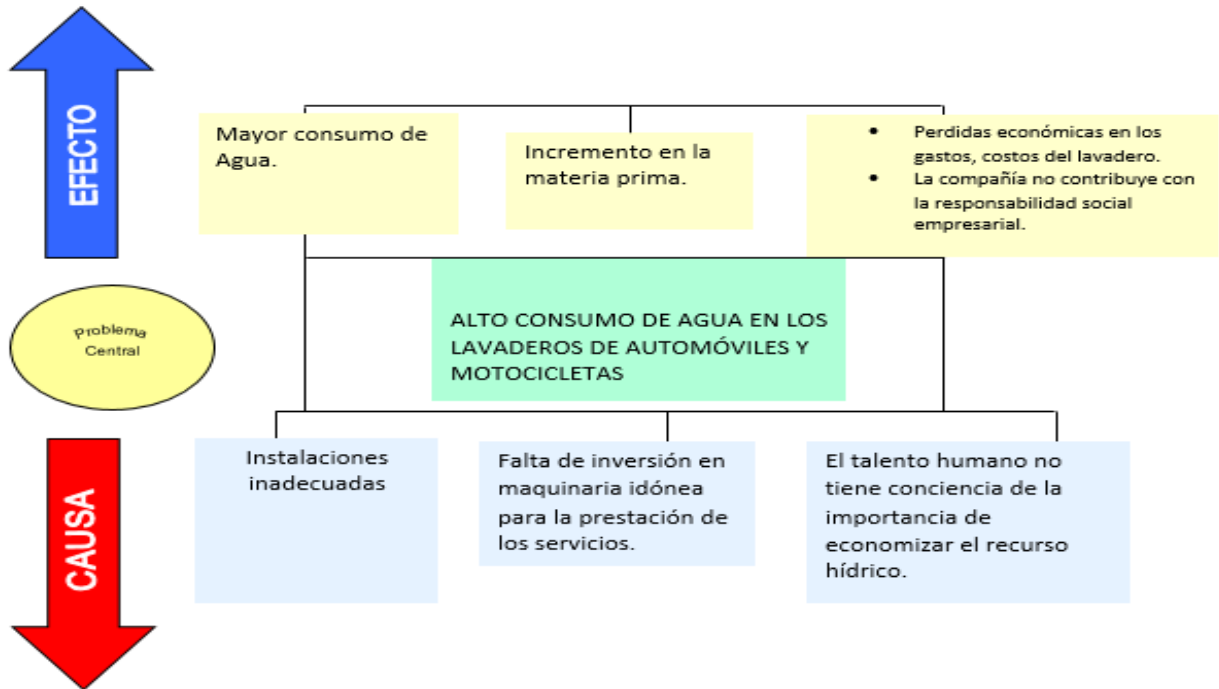 EFECTO
Mayor consumo de
Agua.
Incremento en la
materia prima.
• Perdidas económicas en los
gastos, costos del lavadero.
• La compañía no contribuye con
la responsabilidad social
empresarial.
Problema
Central
ALTO CONSUMO DE AGUA EN LOS
LAVADEROS DE AUTOMÓVILES Y
MOTOCICLETAS
CAUSA
Instalaciones
inadecuadas
Falta de inversión en
maquinaria idónea
para la prestación de
los servicios.
El talento humano no
tiene conciencia de la
importancia de
economizar el recurso
hídrico.